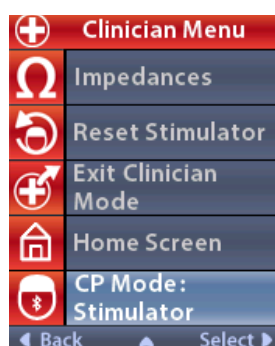 Clinician Menu
Impedances
Reset Stimulator
Exit Clinician
Mode
Home Screen
CP Mode:
Stimulator
Back Select